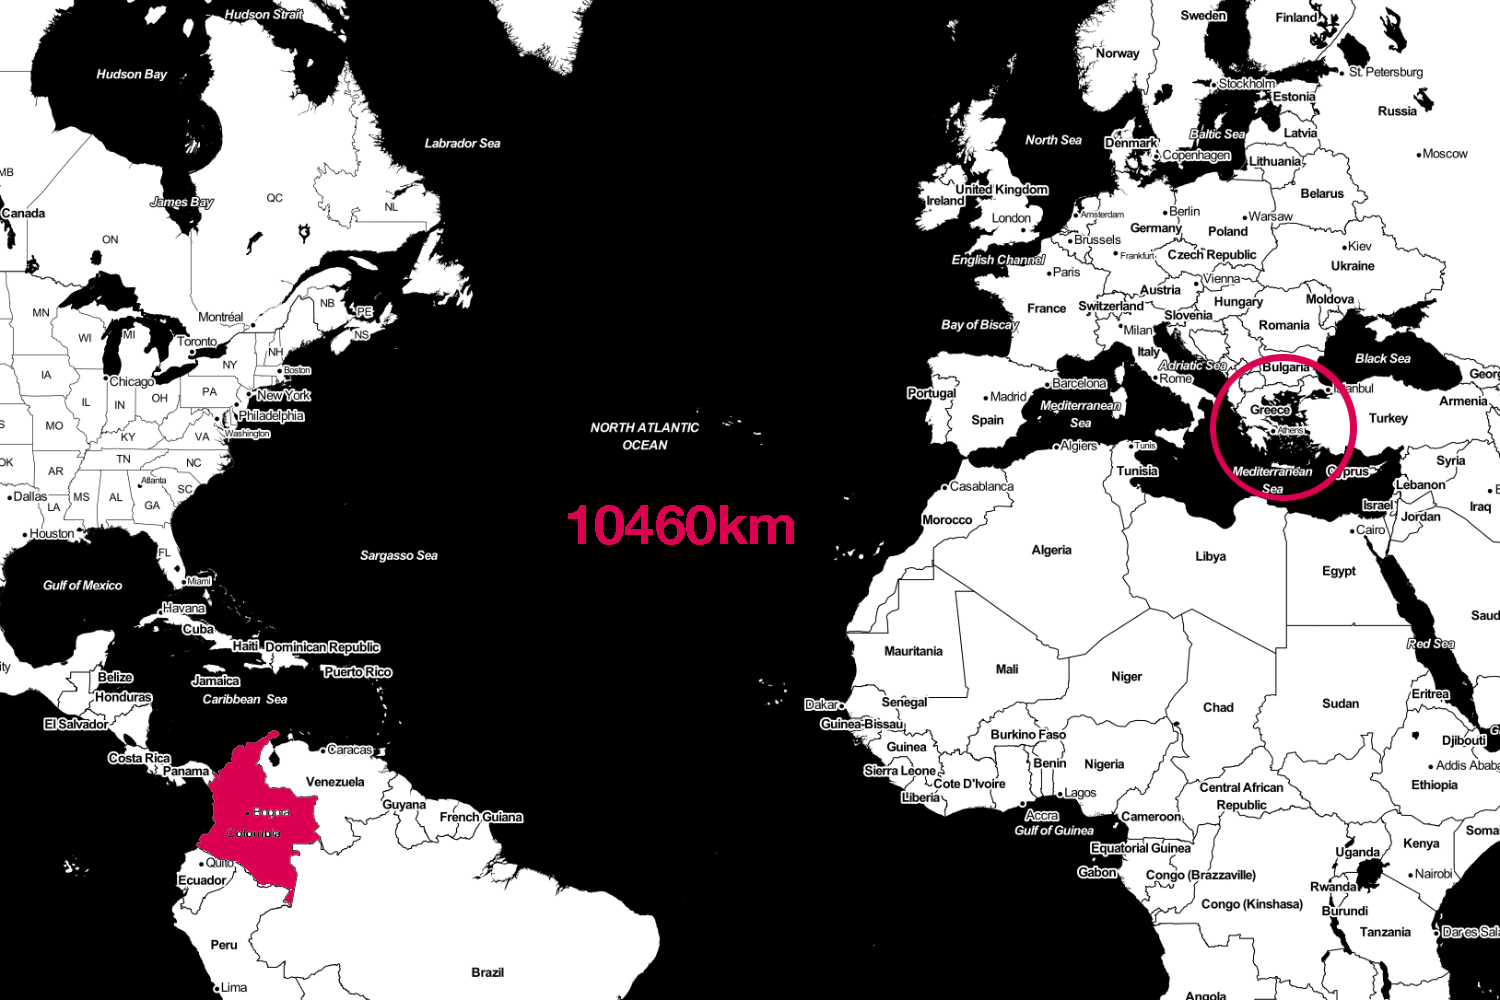 Hudson Strait
Hudson Bay
Labrador Sea
James Bay
MB
Canada
ON
QC
NL
NB
PE
NS
Montréal
Toronto
MN
WI
MI
NH
Boston
NY
IA
Chicago
PA
New York
IL
IN
OH
Philadelphia
MO
KY
VA
Washington
TN
NC
OK
AR
Atlanta
SC
Dallas
MS
AL
GA
LA
Houston
FL
Gulf of Mexico
Miami
Havana
Cuba
Haiti
Dominican Republic
Puerto Rico
Jamaica
Belize
Honduras
Caribbean Sea
El Salvador
Costa Rica
Panama
Caracas
Venezuela
Guyana
French Guiana
Bogota
Colombia
Quito
Ecuador
Peru
Brazil
Lima
Sargasso Sea
NORTH ATLANTIC
OCEAN
10460km
Sweden
Finland
Norway
St. Petersburg
Stockholm
Estonia
Russia
North Sea
Baltic Sea
Latvia
Denmark
Copenhagen
Lithuania
Moscow
United Kingdom
Ireland
Belarus
London
Amsterdam
Berlin
Warsaw
Germany
Poland
Brussels
Kiev
English Channel
Frankfurt
Czech Republic
Ukraine
Paris
Vienna
Austria
France
Switzerland
Hungary
Moldova
Slovenia
Bay of Biscay
Milan
Romania
Italy
Adriatic Sea
Black Sea
Bulgaria
Rome
Barcelona
Istanbul
Portugal
Madrid
Spain
Mediterranean
Sea
Greece
Athens
Turkey
Armenia
Algiers
Tunis
Tunisia
Mediterranean
Sea
Cyprus
Syria
Lebanon
Israel
Iraq
Jordan
Casablanca
Morocco
Cairo
Algeria
Libya
Egypt
Saud
Red Sea
Mauritania
Mali
Niger
Chad
Sudan
Eritrea
Dakar
Senegal
Guinea-Bissau
Burkino Faso
Guinea
Djibouti
Sierra Leone
Cote D'Ivoire
Benin
Nigeria
Addis Ababa
Liberia
Lagos
Central African
Republic
Ethiopia
Accra
Gulf of Guinea
Cameroon
Equatorial Guinea
Gabon
Uganda
Kenya
Congo (Brazzaville)
Nairobi
Rwanda
Congo (Kinshasa)
Burundi
Tanzania
Angola